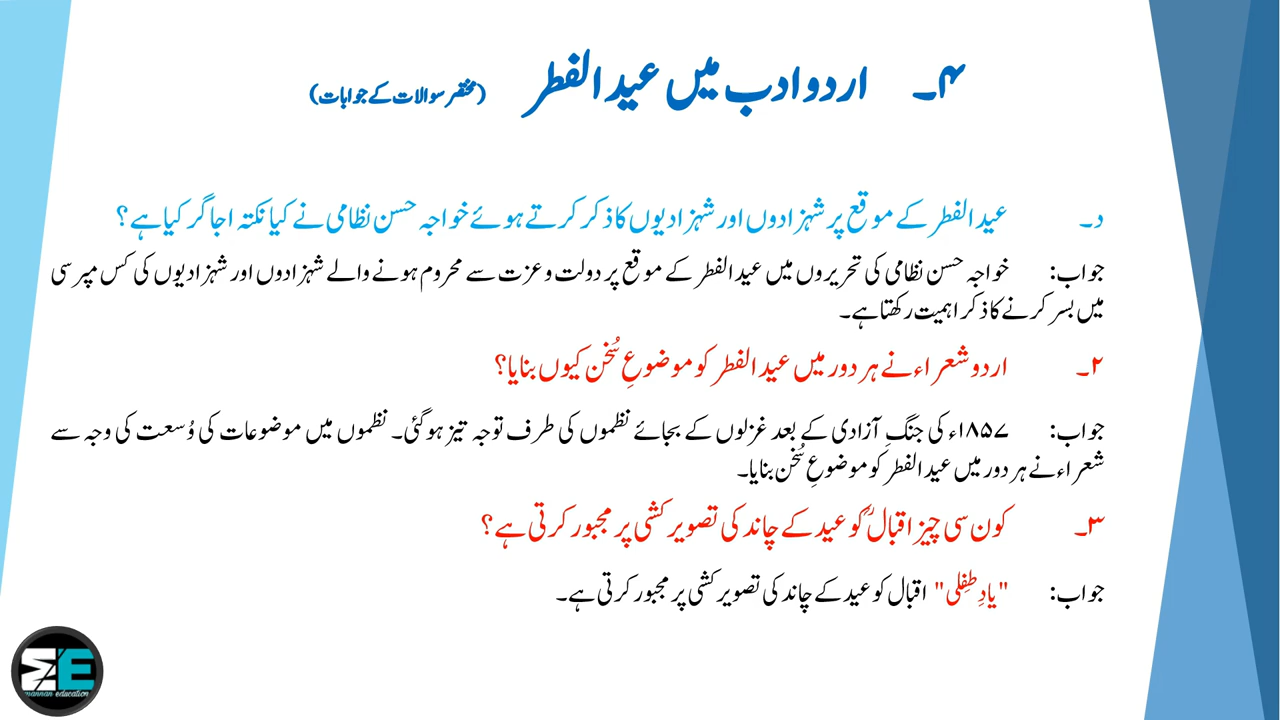 ۴۔ اردو ادب میں عید الفطر (مختصر سوالات کے جوابات)
د۔ عید الفطر کے موقع پر شہزادوں اور شہزادیوں کا ذکر کرتے ہوئے خواجہ حسن نظامی نے کیا نکتہ اجاگر کیا ہے؟
جواب: خواجہ حسن نظامی کی تحریروں میں عید الفطر کے موقع پر دولت و عزت سے محروم ہونے والے شہزادوں اور شہزادیوں کی کس مپرسی
میں بسر کرنے کا ذکر اہمیت رکھتا ہے۔
۲۔ اردو شعراء نے ہر دور میں عید الفطر کو موضوعِ سُخن کیوں بنایا؟
جواب: ۱۸۵۷ء کی جنگِ آزادی کے بعد غزلوں کے بجائے نظموں کی طرف توجہ تیز ہوگئی۔ نظموں میں موضوعات کی وُسعت کی وجہ سے
شعراء نے ہر دور میں عید الفطر کو موضوعِ سُخن بنایا۔
۳۔ کون سی چیز اقبالؒ کو عید کے چاند کی تصویر کشی پر مجبور کرتی ہے؟
جواب: "یادِ طِفلی" اقبال کو عید کے چاند کی تصویر کشی پر مجبور کرتی ہے۔
mannan education